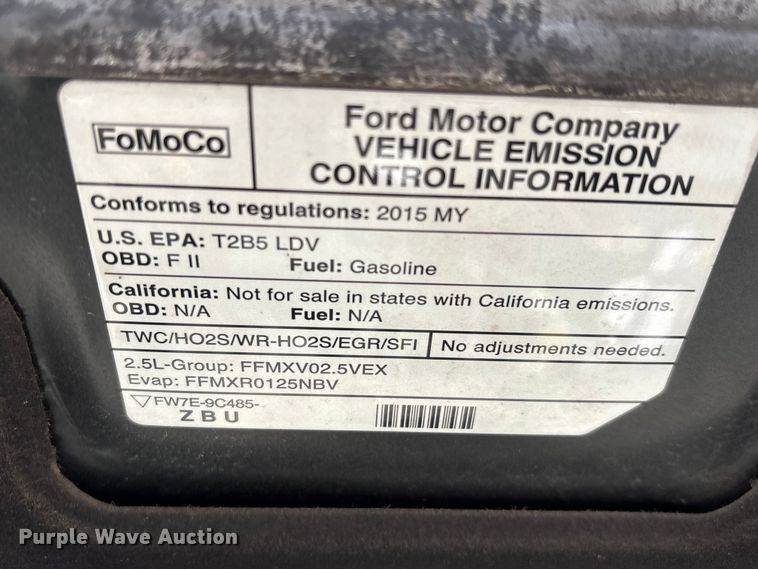 FoMoCo
Ford Motor Company
VEHICLE EMISSION
CONTROL INFORMATION
Conforms to regulations: 2015 MY
U.S. EPA: T2B5 LDV
OBD: F II Fuel: Gasoline
California: Not for sale in states with California emissions.
OBD: N/A Fuel: N/A
TWC/HO2S/WR-HO2S/EGR/SFI No adjustments needed.
2.5L-Group: FFMXV02.5VEX
Evap: FFMXR0125NBV
FW7E-9C485-
ZBU
Purple Wave Auction